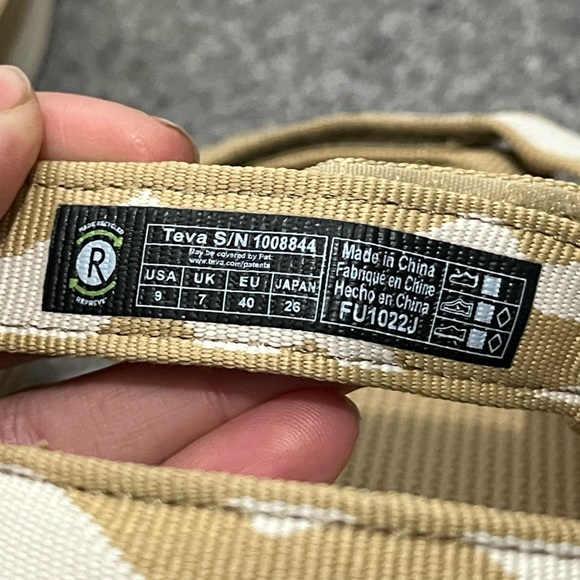 MADE RECYCLED
R
REPREVE
Teva S/N 1008844
May be covered by Pat:
www.teva.com/patents
USA UK EU JAPAN
9 7 40 26
Made in China
Fabriqué en Chine
Hecho en China
FU1022J